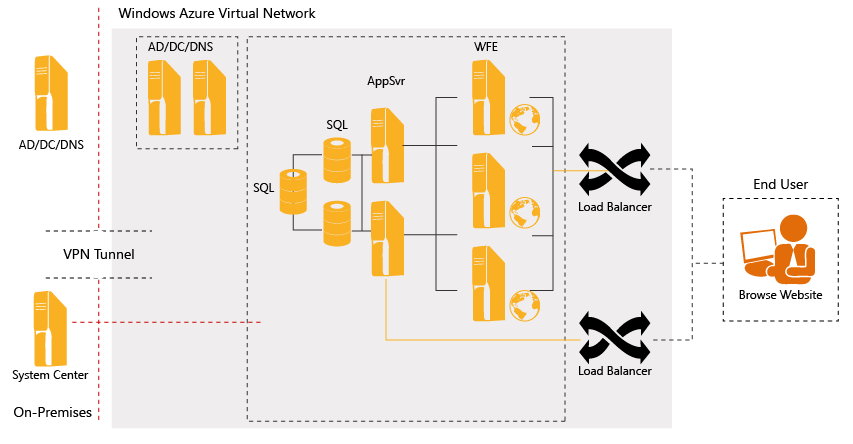 Windows Azure Virtual Network
AD/DC/DNS
WFE
AppSvr
AD/DC/DNS
SQL
SQL
Load Balancer
End User
VPN Tunnel
Browse Website
System Center
Load Balancer
On-Premises